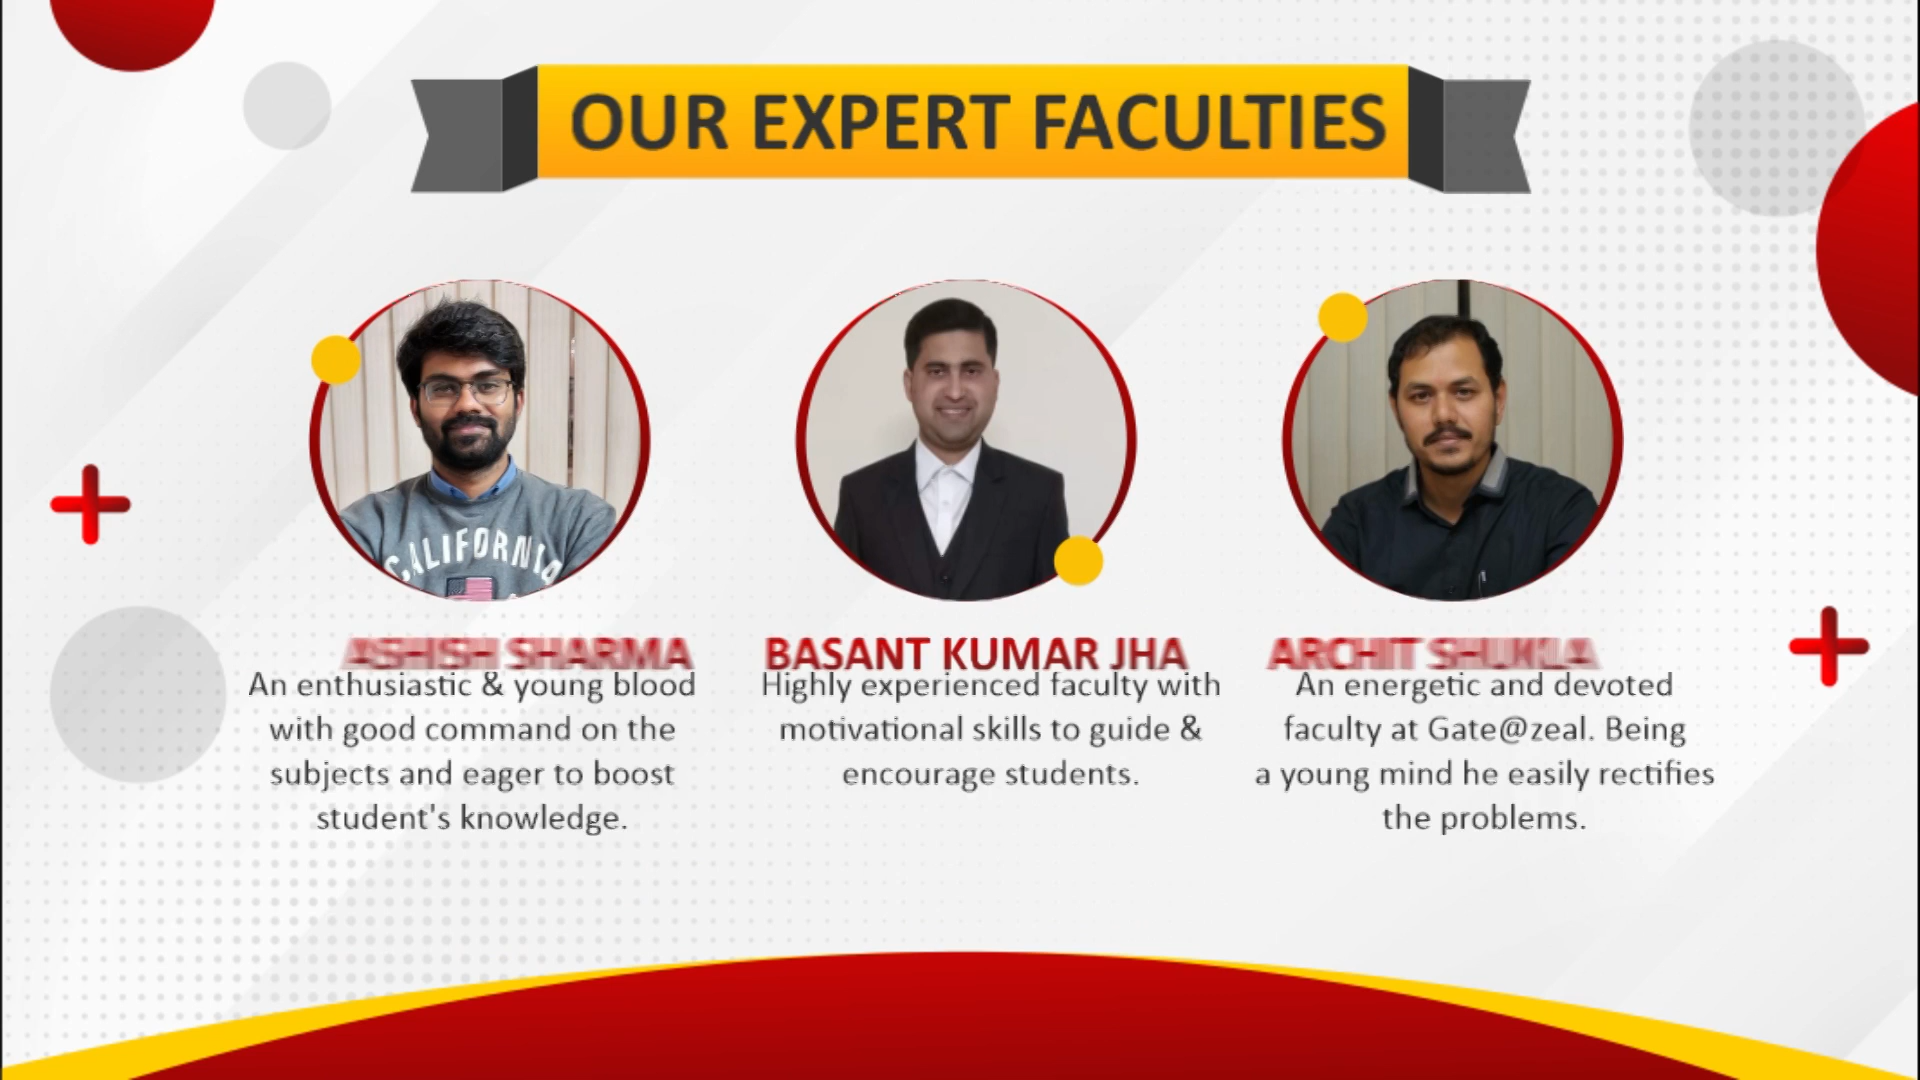 OUR EXPERT FACULTIES
CALIFORNIA
ASHISH SHARMA
An enthusiastic & young blood
with good command on the
subjects and eager to boost
student's knowledge.
BASANT KUMAR JHA
Highly experienced faculty with
motivational skills to guide &
encourage students.
ARCHIT SHUKLA
An energetic and devoted
faculty at Gate@zeal. Being
a young mind he easily rectifies
the problems.